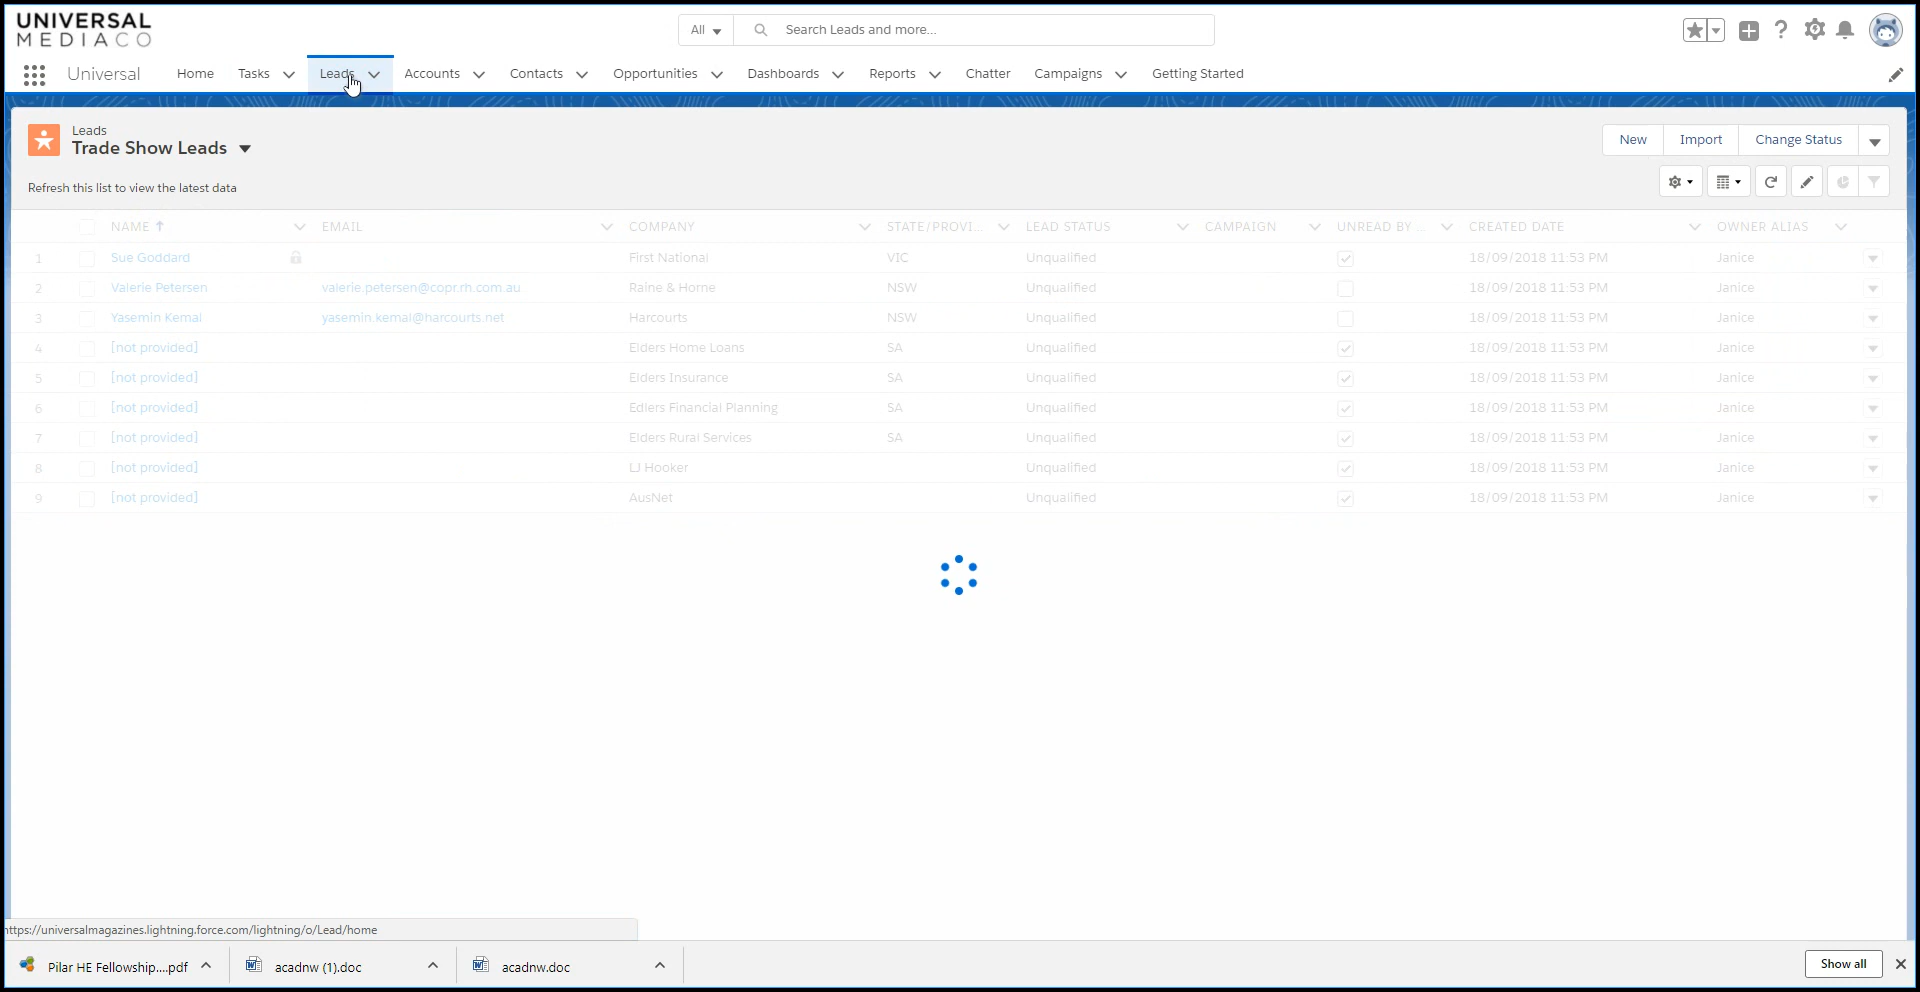 UNIVERSAL
MEDIACO
All
Search Leads and more...
Universal
Home
Tasks
Leads
Accounts
Contacts
Opportunities
Dashboards
Reports
Chatter
Campaigns
Getting Started
Leads
Trade Show Leads
New
Import
Change Status
Refresh this list to view the latest data
NAME EMAIL COMPANY STATE/PROVI... LEAD STATUS CAMPAIGN UNREAD BY ... CREATED DATE OWNER ALIAS
1 Sue Goddard First National VIC Unqualified 18/09/2018 11:53 PM Janice
2 Valerie Petersen valerie.petersen@copr.rh.com.au Raine & Horne NSW Unqualified 18/09/2018 11:53 PM Janice
3 Yasemin Kemal yasemin.kemal@harcourts.net Harcourts NSW Unqualified 18/09/2018 11:53 PM Janice
4 [not provided] Elders Home Loans SA Unqualified 18/09/2018 11:53 PM Janice
5 [not provided] Elders Insurance SA Unqualified 18/09/2018 11:53 PM Janice
6 [not provided] Edlers Financial Planning SA Unqualified 18/09/2018 11:53 PM Janice
7 [not provided] Elders Rural Services SA Unqualified 18/09/2018 11:53 PM Janice
8 [not provided] LJ Hooker Unqualified 18/09/2018 11:53 PM Janice
9 [not provided] AusNet Unqualified 18/09/2018 11:53 PM Janice
https://universalmagazines.lightning.force.com/lightning/o/Lead/home
Pilar HE Fellowship....pdf
acadnw (1).doc
acadnw.doc
Show all